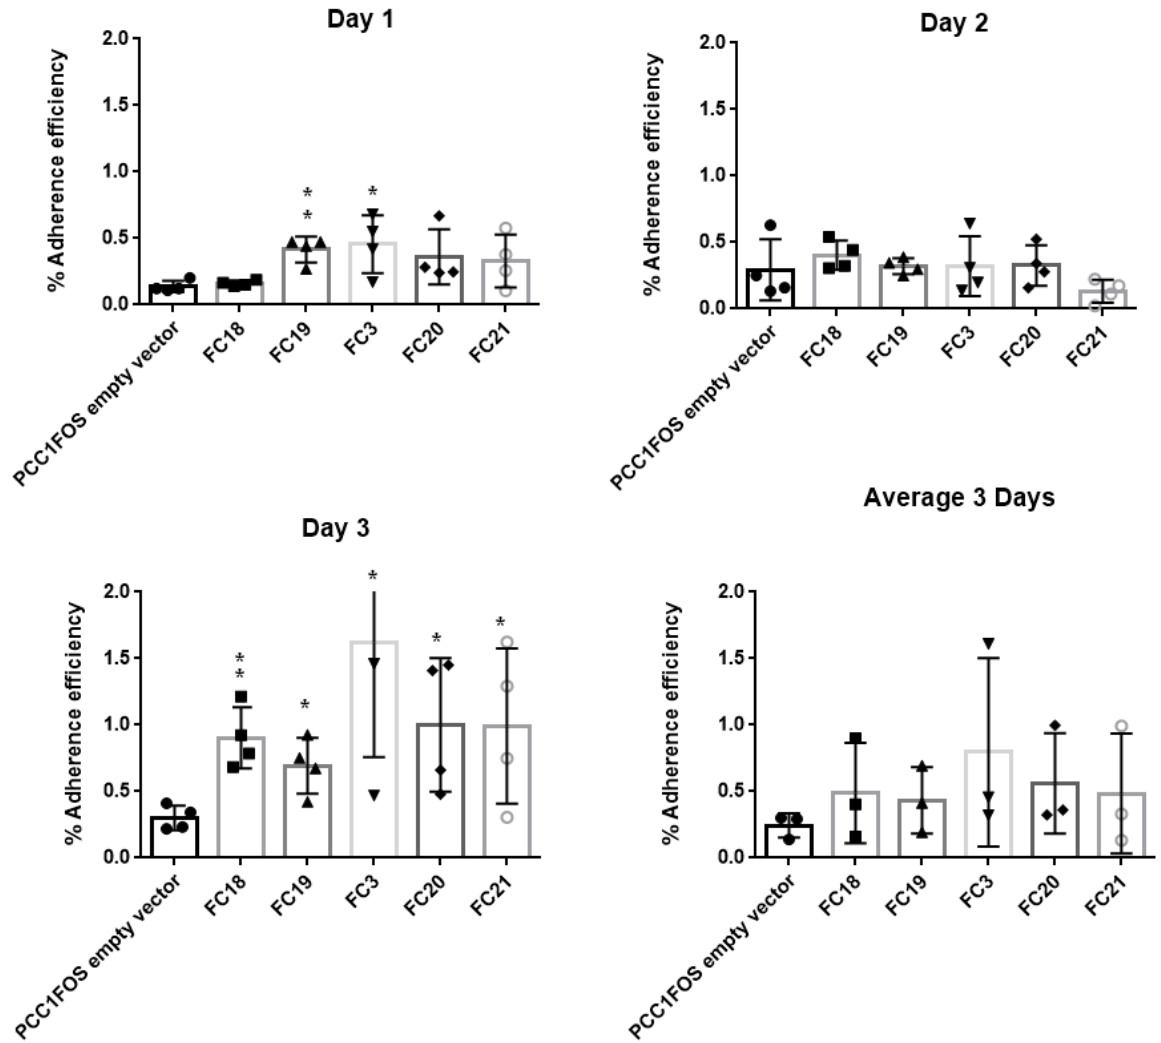 Day 1
% Adherence efficiency
2.0
1.5
1.0
0.5
0.0
*
*
*
PCC1FOS empty vector
FC18
FC19
FC3
FC20
FC21
Day 2
% Adherence efficiency
2.0
1.5
1.0
0.5
0.0
PCC1FOS empty vector
FC18
FC19
FC3
FC20
FC21
Day 3
% Adherence efficiency
2.0
1.5
1.0
0.5
0.0
*
*
*
*
*
*
PCC1FOS empty vector
FC18
FC19
FC3
FC20
FC21
Average 3 Days
% Adherence efficiency
2.0
1.5
1.0
0.5
0.0
PCC1FOS empty vector
FC18
FC19
FC3
FC20
FC21